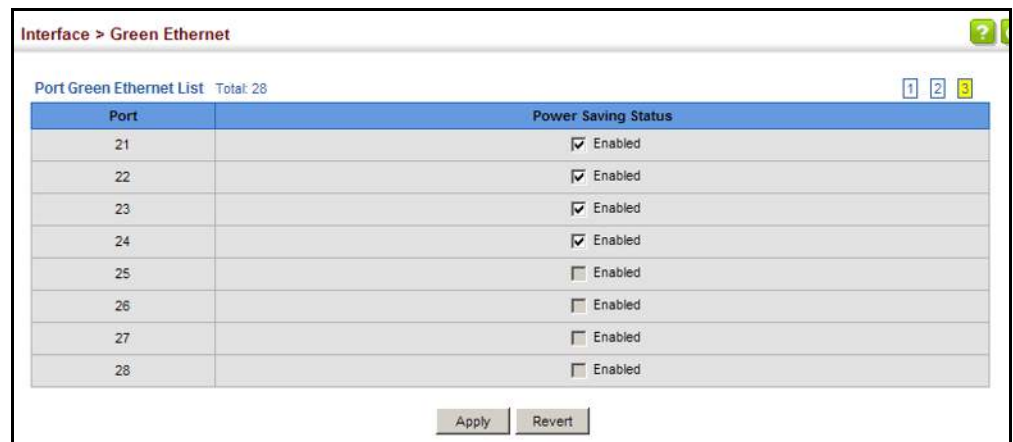 Interface > Green Ethernet
?
Port Green Ethernet List Total: 28 1 2 3
Port Power Saving Status
21 Enabled
22 Enabled
23 Enabled
24 Enabled
25 Enabled
26 Enabled
27 Enabled
28 Enabled
Apply Revert